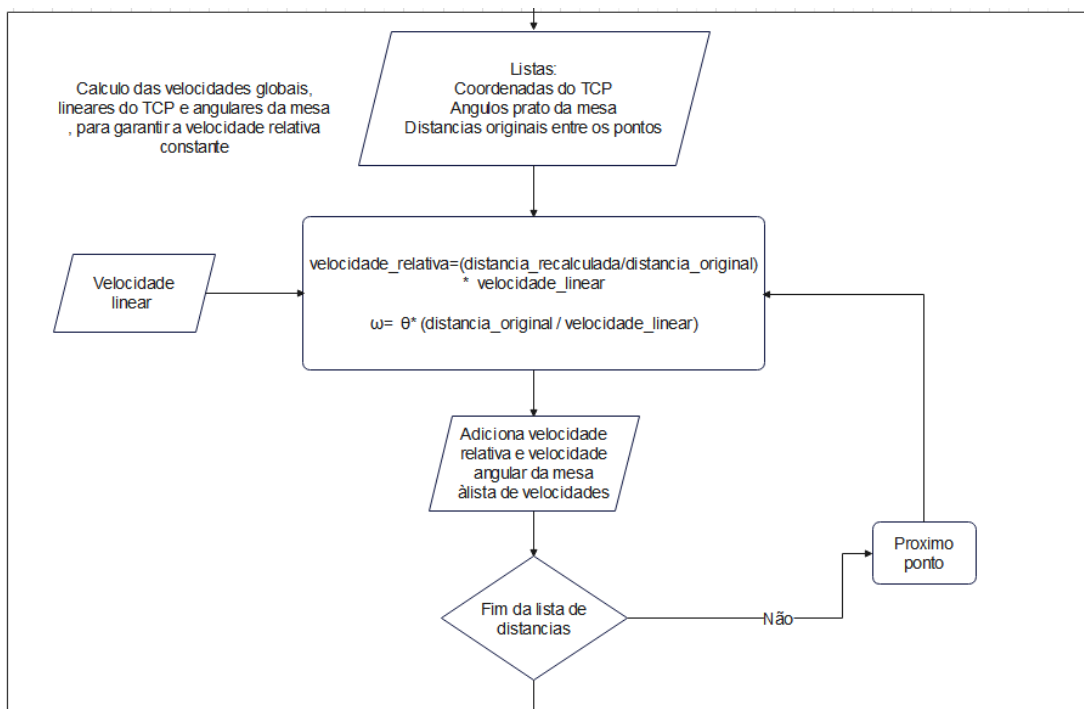 Calculo das velocidades globais,
lineares do TCP e angulares da mesa
, para garantir a velocidade relativa
constante
Listas:
Coordenadas do TCP
Angulos prato da mesa
Distancias originais entre os pontos
Velocidade
linear
velocidade_relativa=(distancia_recalculada/distancia_original)
* velocidade_linear
ω= θ* (distancia_original / velocidade_linear)
Adiciona velocidade
relativa e velocidade
angular da mesa
àlista de velocidades
Proximo
ponto
Fim da lista de
distancias
Não